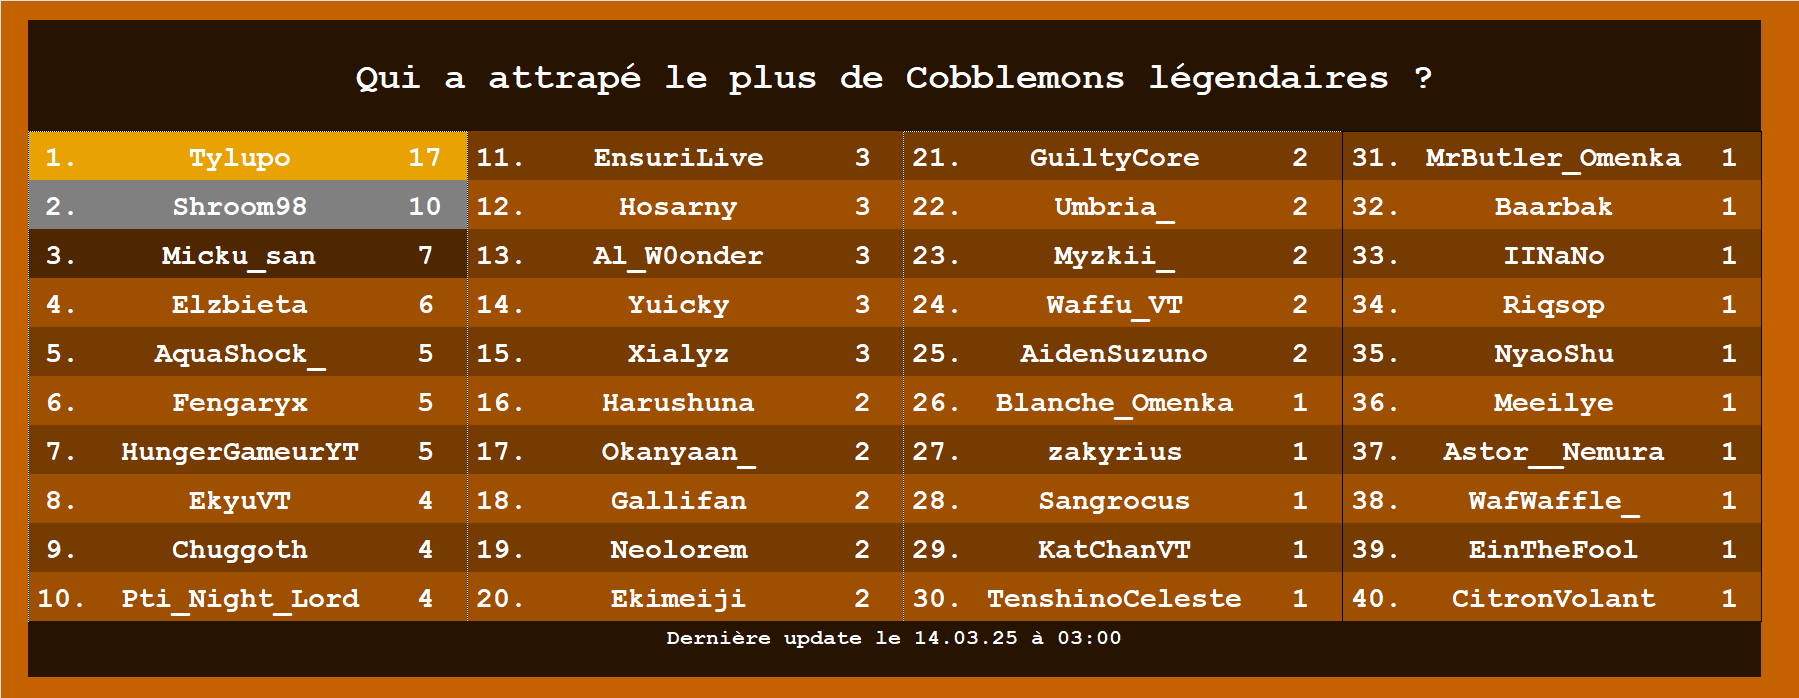 Qui a attrapé le plus de Cobblemons légendaires ?
1. Tylupo 17
2. Shroom98 10
3. Micku_san 7
4. Elzbieta 6
5. AquaShock_ 5
6. Fengaryx 5
7. HungerGameurYT 5
8. EkyuVT 4
9. Chuggoth 4
10. Pti_Night_Lord 4
11. EnsuriLive 3
12. Hosarny 3
13. Al_W0onder 3
14. Yuicky 3
15. Xialyz 3
16. Harushuna 2
17. Okanyaan_ 2
18. Gallifan 2
19. Neolorem 2
20. Ekimeiji 2
21. GuiltyCore 2
22. Umbria_ 2
23. Myzkii_ 2
24. Waffu_VT 2
25. AidenSuzuno 2
26. Blanche_Omenka 1
27. zakyrius 1
28. Sangrocus 1
29. KatChanVT 1
30. TenshinoCeleste 1
31. MrButler_Omenka 1
32. Baarbak 1
33. IINaNo 1
34. Riqsop 1
35. NyaoShu 1
36. Meeilye 1
37. Astor__Nemura 1
38. WafWaffle_ 1
39. EinTheFool 1
40. CitronVolant 1
Dernière update le 14.03.25 à 03:00